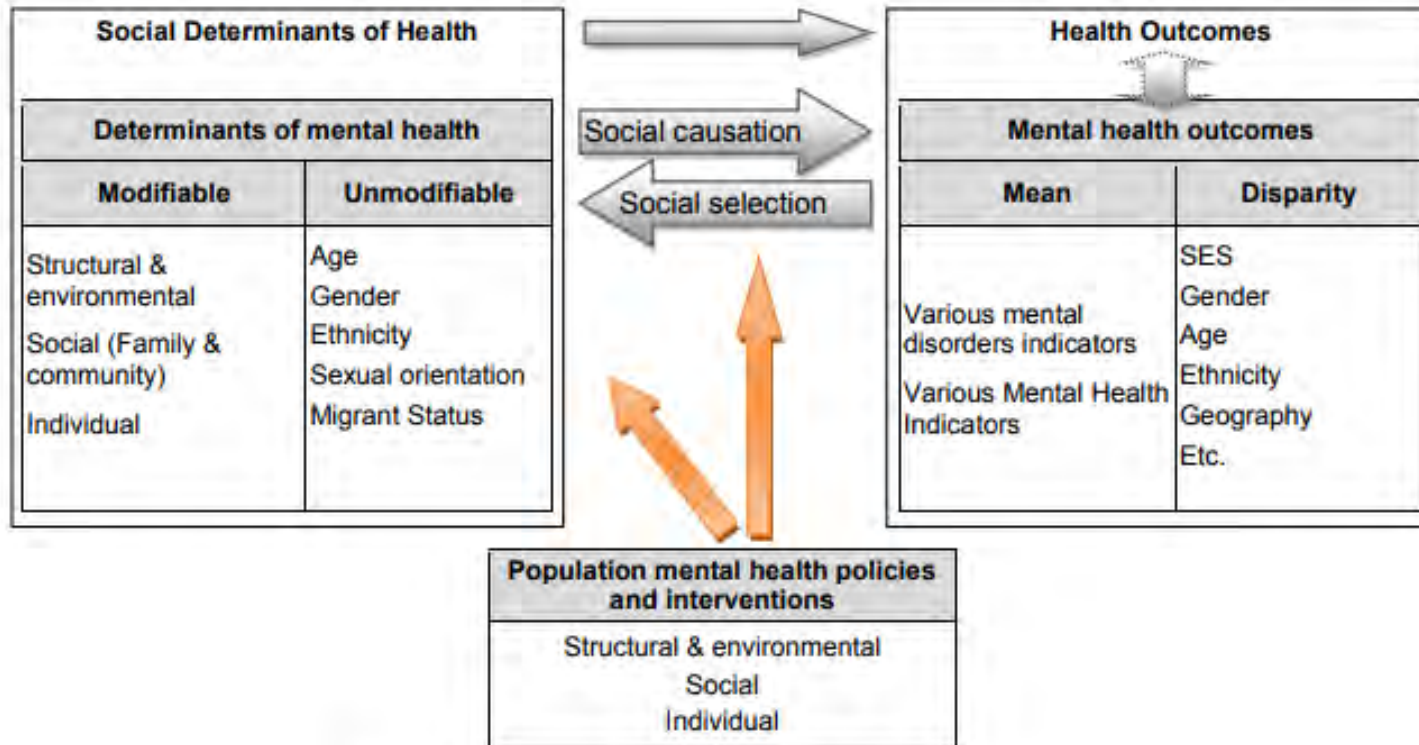 Social Determinants of Health
Determinants of mental health
Modifiable
Unmodifiable
Structural &
environmental
Social (Family &
community)
Individual
Age
Gender
Ethnicity
Sexual orientation
Migrant Status
Social causation
Social selection
Health Outcomes
Mental health outcomes
Mean
Disparity
Various mental
disorders indicators
Various Mental Health
Indicators
SES
Gender
Age
Ethnicity
Geography
Etc.
Population mental health policies
and interventions
Structural & environmental
Social
Individual